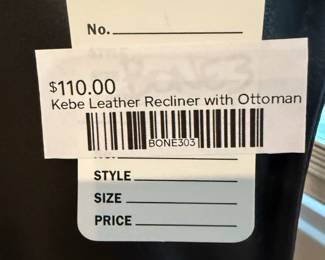 No.
$110.00
Kebe Leather Recliner with Ottoman
BONE303
STYLE
SIZE
PRICE